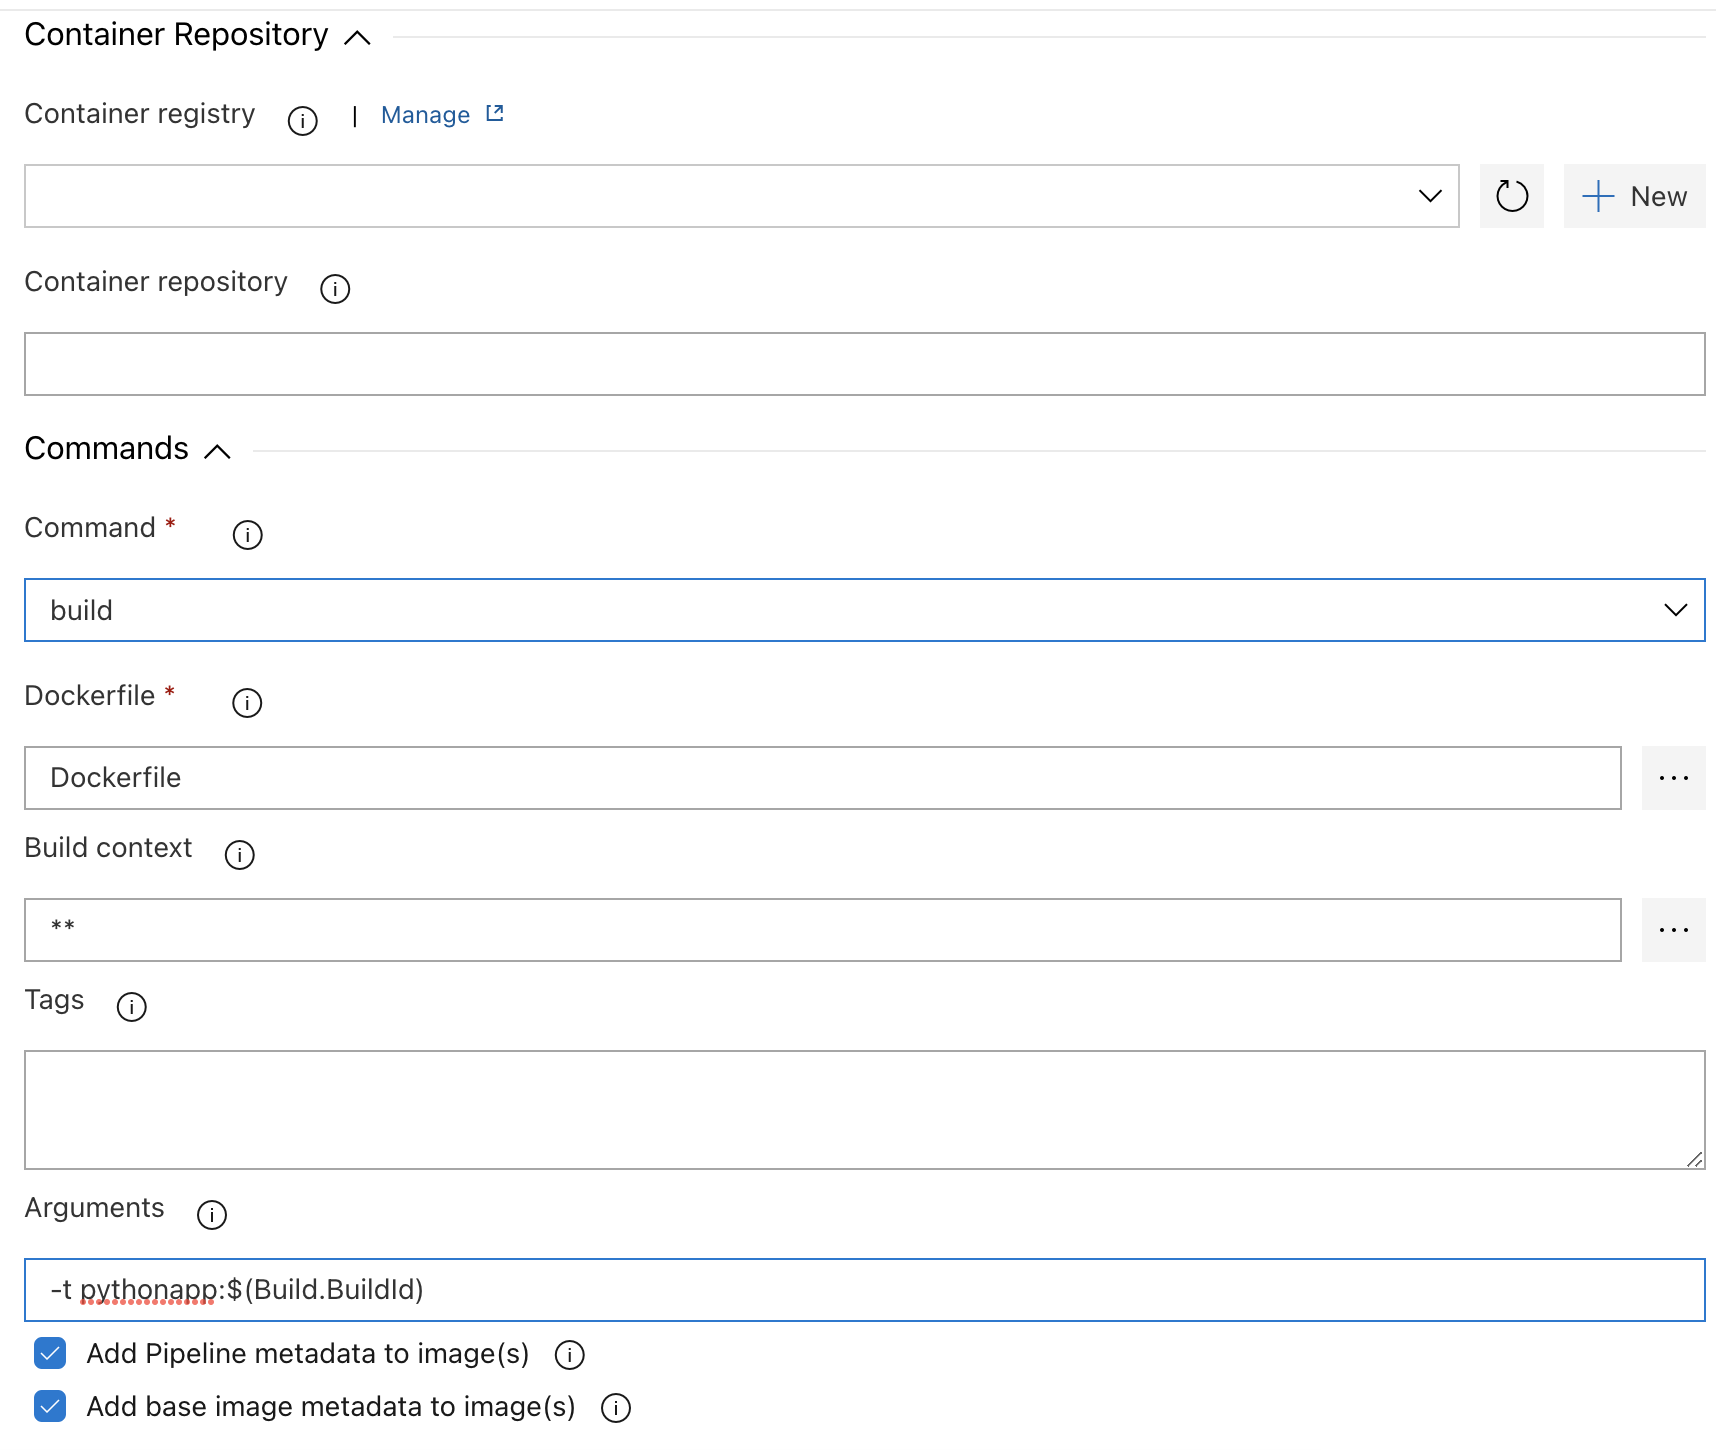 Container Repository
Container registry | Manage
New
Container repository
Commands
Command *
build
Dockerfile *
Dockerfile
...
Build context
**
...
Tags
Arguments
-t pythonapp:$(Build.BuildId)
Add Pipeline metadata to image(s)
Add base image metadata to image(s)